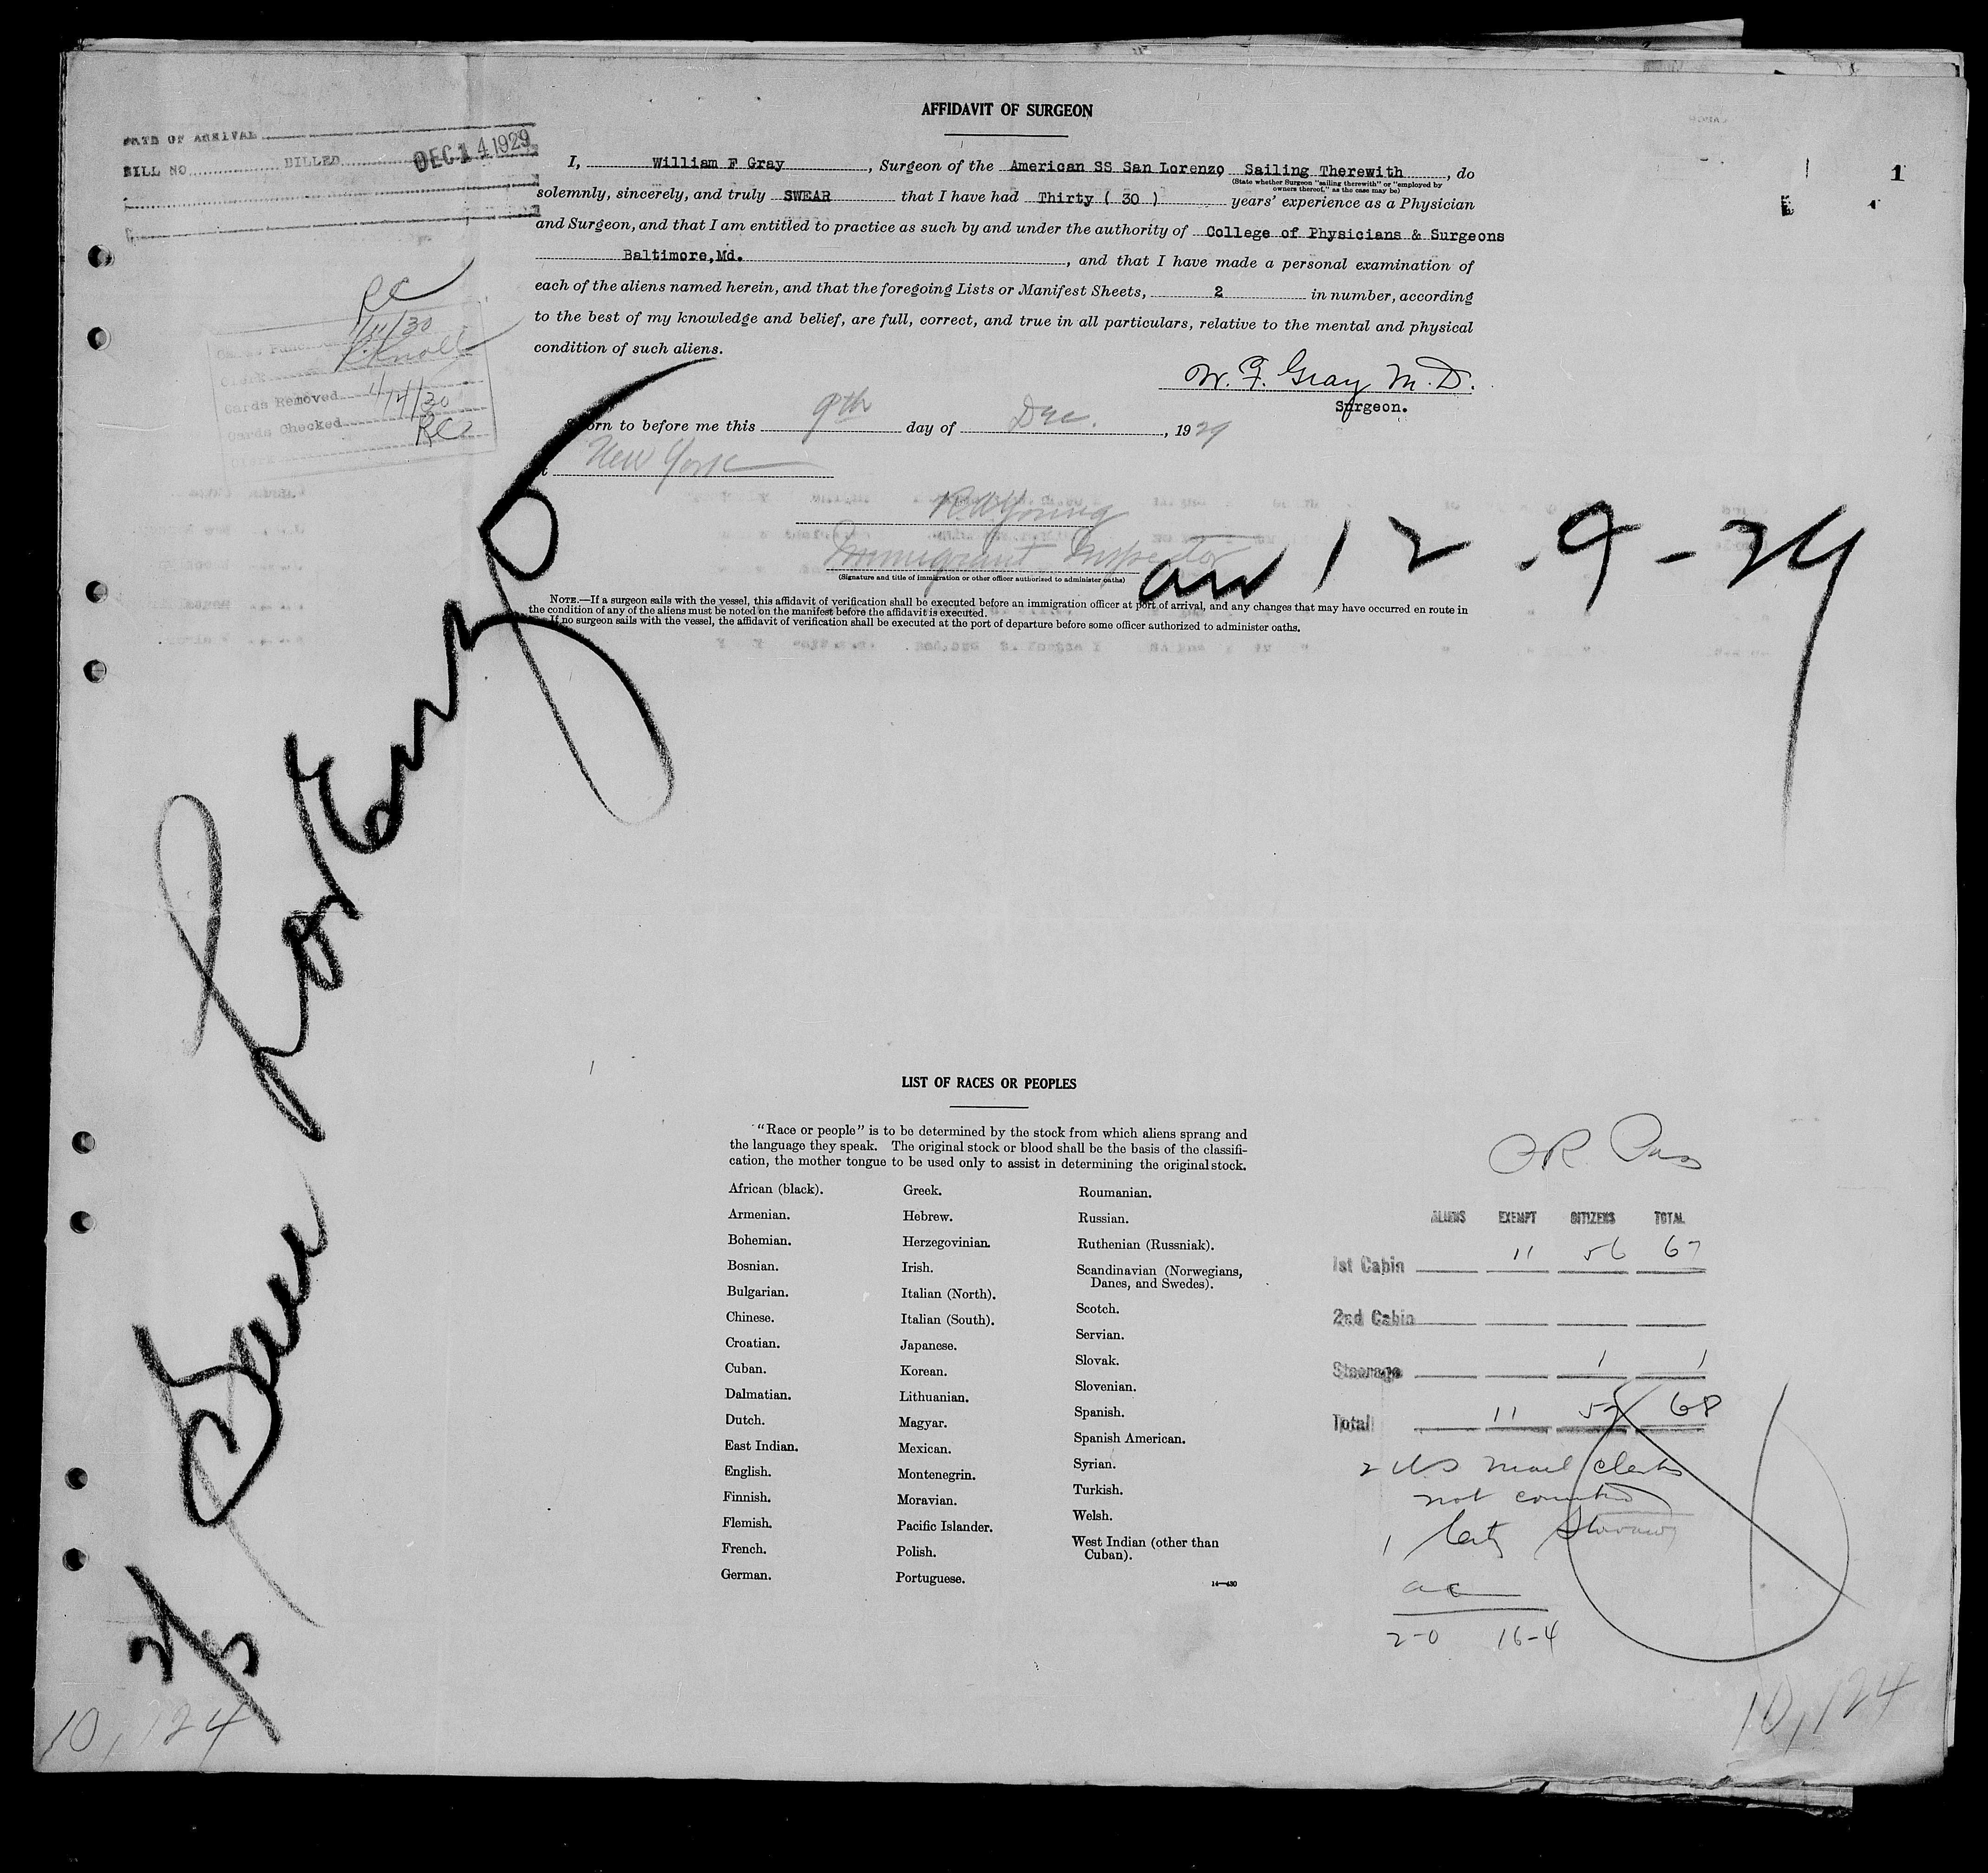 AFFIDAVIT OF SURGEON
DATE OF ARRIVAL
BILL NO. BILLED DEC 14 1929
1
I, William F Gray, Surgeon of the American SS San Lorenzo, Sailing Therewith, do
(State whether Surgeon "sailing therewith" or "employed by
owners thereof," as the case may be)
solemnly, sincerely, and truly SWEAR that I have had Thirty ( 30 ) years' experience as a Physician
and Surgeon, and that I am entitled to practice as such by and under the authority of College of Physicians & Surgeons
Baltimore,Md., and that I have made a personal examination of
each of the aliens named herein, and that the foregoing Lists or Manifest Sheets, 2 in number, according
to the best of my knowledge and belief, are full, correct, and true in all particulars, relative to the mental and physical
condition of such aliens.
W. F. Gray M.D.
Surgeon.
Sworn to before me this 9th day of Dec., 1929
New York
R.W. Young
Immigrant Inspector
(Signature and title of immigration or other officer authorized to administer oaths)
NOTE.—If a surgeon sails with the vessel, this affidavit of verification shall be executed before an immigration officer at port of arrival, and any changes that may have occurred en route in
the condition of any of the aliens must be noted on the manifest before the affidavit is executed.
If no surgeon sails with the vessel, the affidavit of verification shall be executed at the port of departure before some officer authorized to administer oaths.
RC
1/11/30
Clerk R. Knoll
Cards Removed 1/14/30
Cards Checked RC
Clerk
arr 12-9-29
S/S San Lorenzo
LIST OF RACES OR PEOPLES
"Race or people" is to be determined by the stock from which aliens sprang and
the language they speak. The original stock or blood shall be the basis of the classifi-
cation, the mother tongue to be used only to assist in determining the original stock.
African (black).
Armenian.
Bohemian.
Bosnian.
Bulgarian.
Chinese.
Croatian.
Cuban.
Dalmatian.
Dutch.
East Indian.
English.
Finnish.
Flemish.
French.
German.
Greek.
Hebrew.
Herzegovinian.
Irish.
Italian (North).
Italian (South).
Japanese.
Korean.
Lithuanian.
Magyar.
Mexican.
Montenegrin.
Moravian.
Pacific Islander.
Polish.
Portuguese.
Roumanian.
Russian.
Ruthenian (Russniak).
Scandinavian (Norwegians,
Danes, and Swedes).
Scotch.
Servian.
Slovak.
Slovenian.
Spanish.
Spanish American.
Syrian.
Turkish.
Welsh.
West Indian (other than
Cuban).
14—430
ALIENS EXEMPT CITIZENS TOTAL
1st Cabin 11 56 67
2nd Cabin
Steerage 1 1
Total 11 57 68
2 US Mail Clerks
not counted
1
ac
2-0 16-4
10,124
10,124